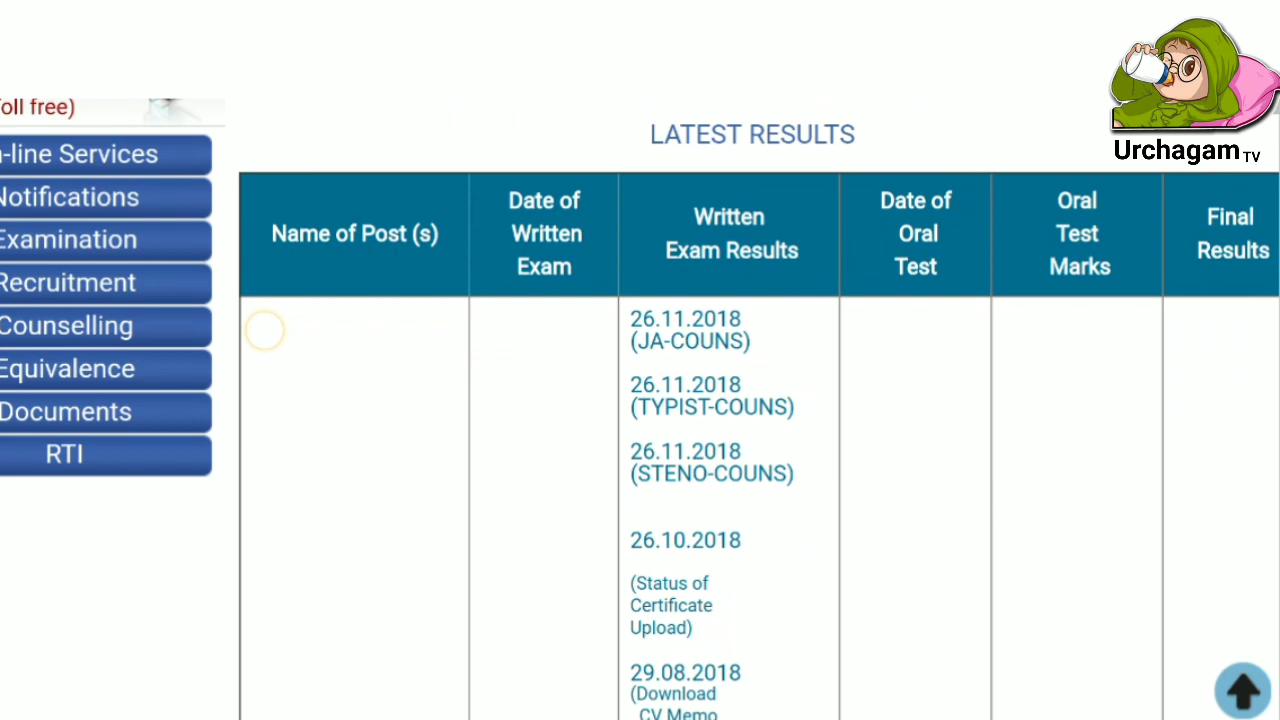 oll free)
-line Services
Notifications
Examination
Recruitment
Counselling
Equivalence
Documents
RTI
LATEST RESULTS
Urchagam TV
Name of Post (s)
Date of
Written
Exam
Written
Exam Results
Date of
Oral
Test
Oral
Test
Marks
Final
Results
26.11.2018
(JA-COUNS)
26.11.2018
(TYPIST-COUNS)
26.11.2018
(STENO-COUNS)
26.10.2018
(Status of
Certificate
Upload)
29.08.2018
(Download
CV Memo